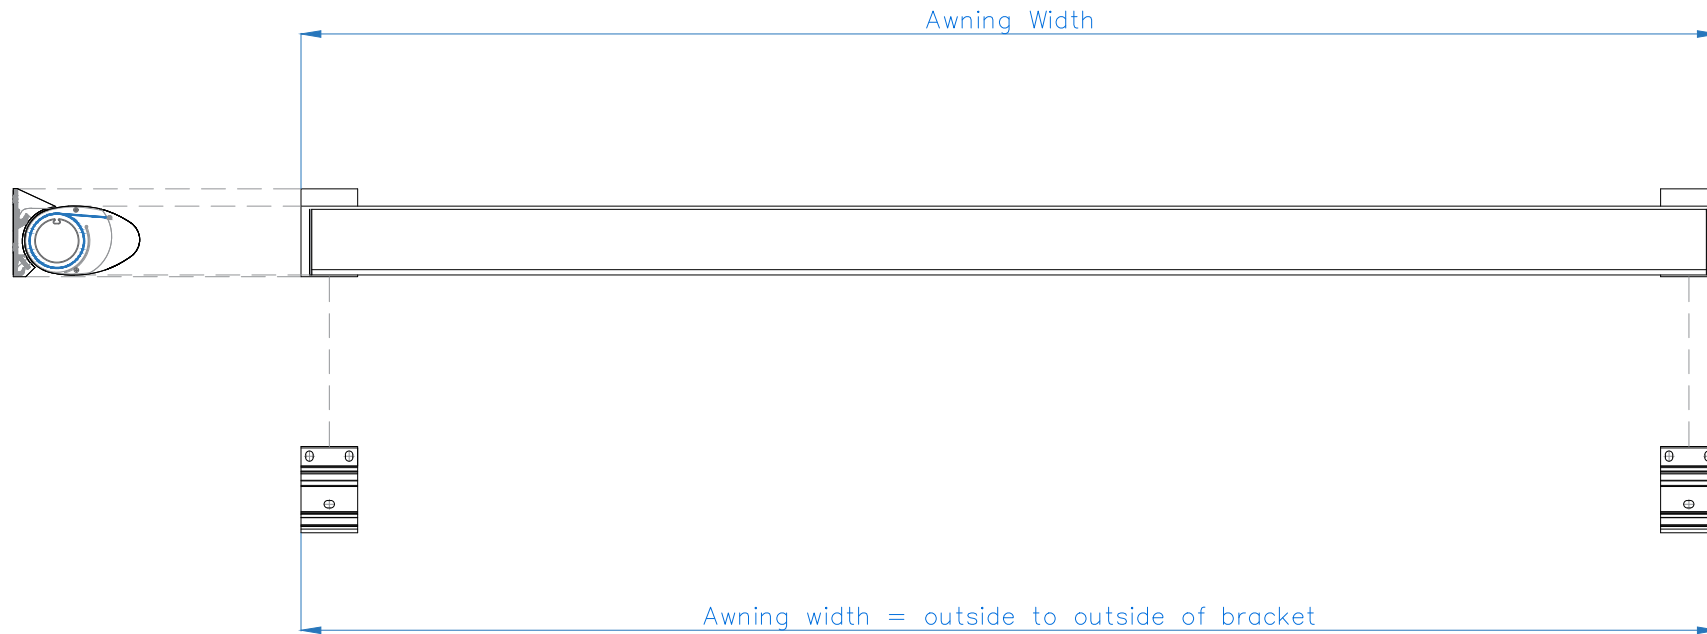 Awning Width
Awning width = outside to outside of bracket